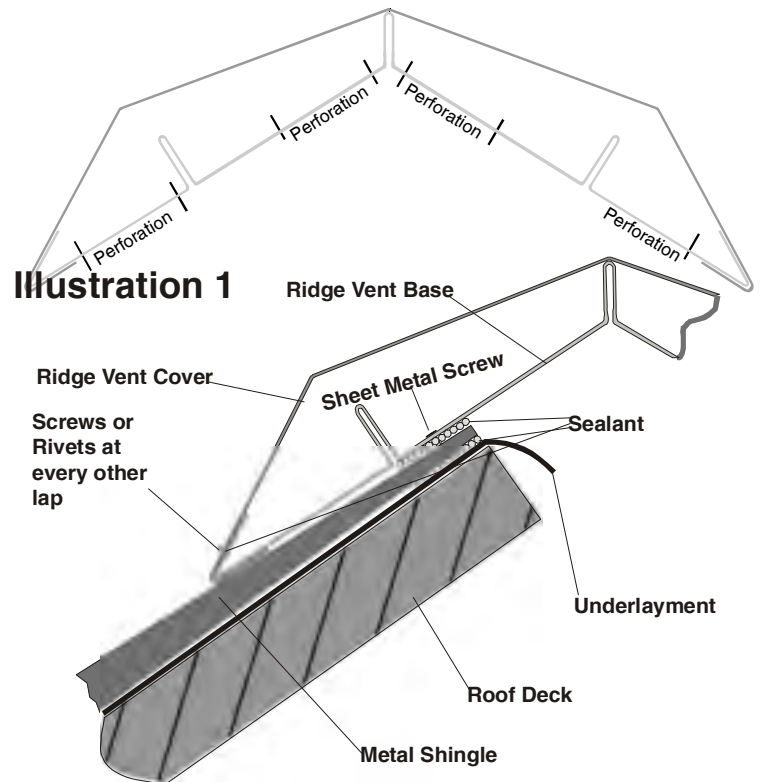 Perforation
Perforation
Perforation
Perforation
Illustration 1
Ridge Vent Base
Ridge Vent Cover
Sheet Metal Screw
Screws or
Rivets at
every other
lap
Sealant
Underlayment
Roof Deck
Metal Shingle